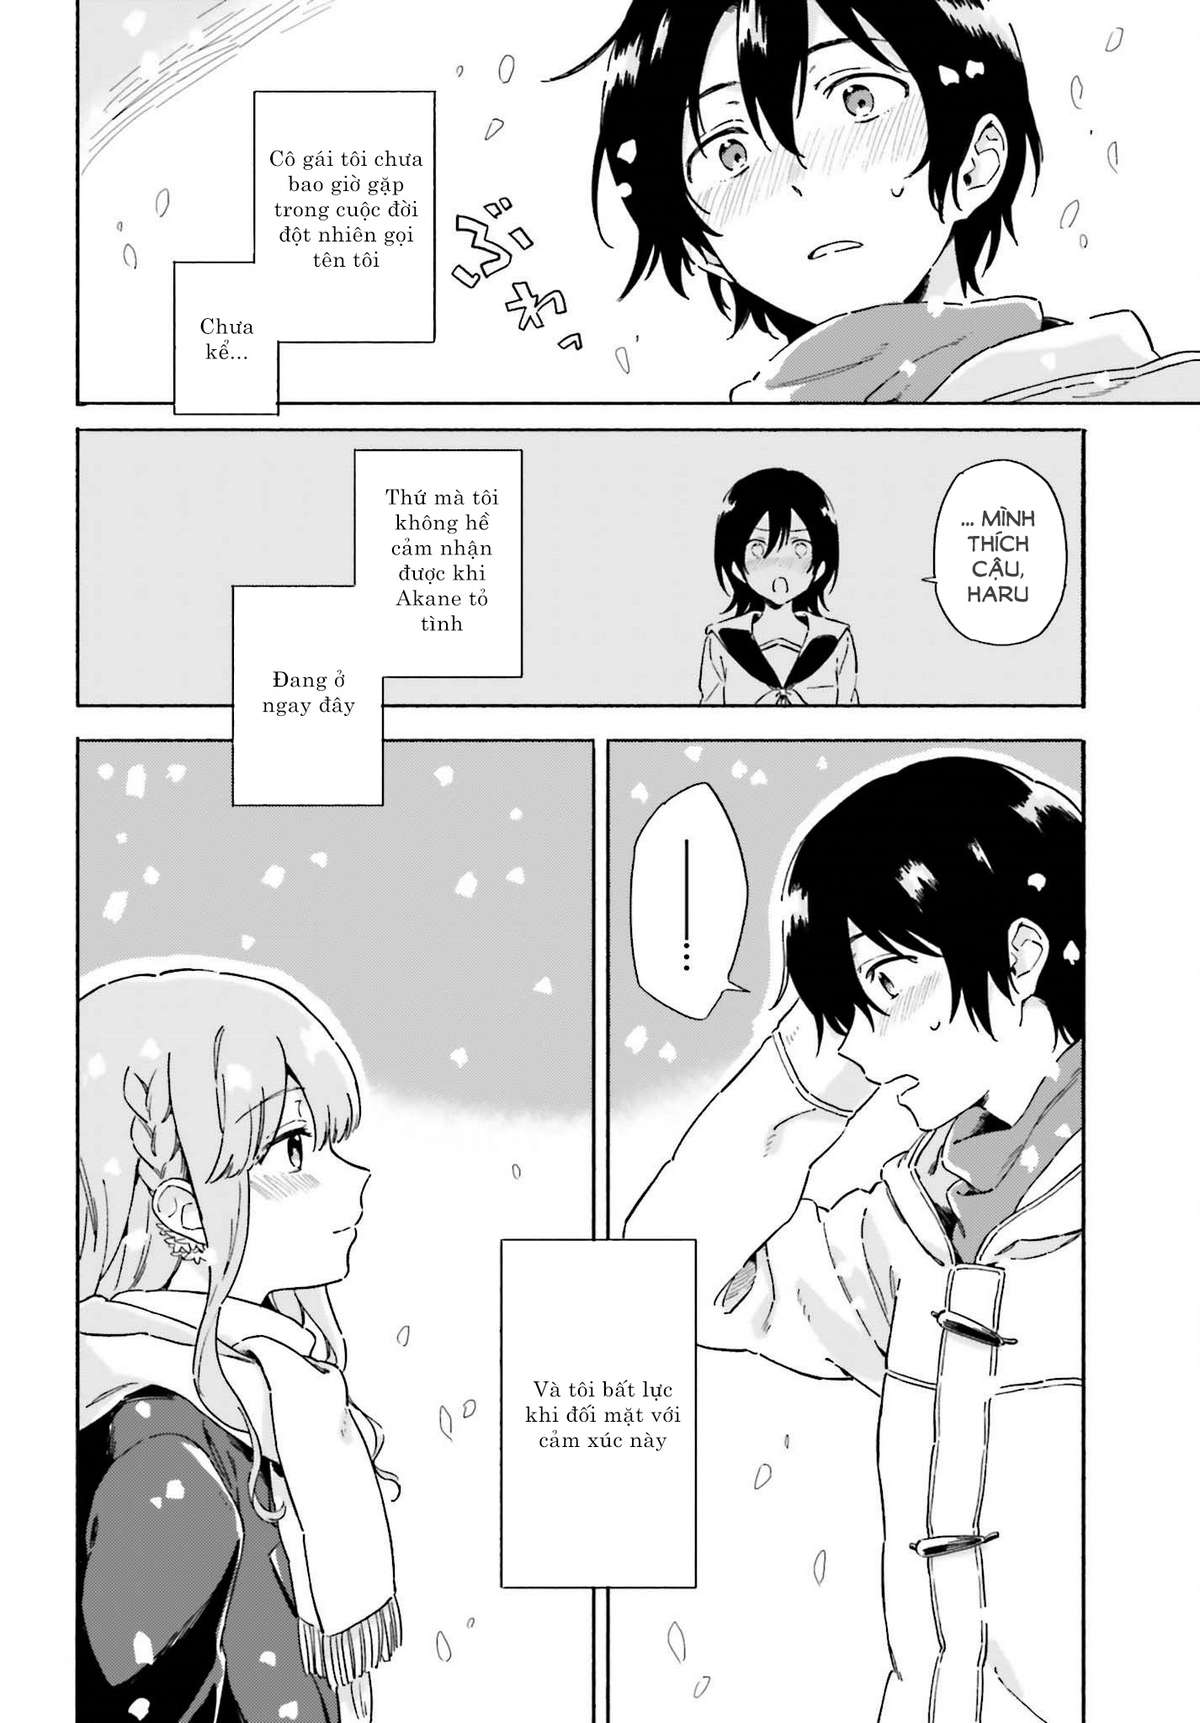 Cô gái tôi chưa
bao giờ gặp
trong cuộc đời
đột nhiên gọi
tên tôi
Chưa
kể...
ぶわっ
... MÌNH
THÍCH
CẬU,
HARU
Thứ mà tôi
không hề
cảm nhận
được khi
Akane tỏ
tình
Đang ở
ngay đây
――……
Và tôi bất lực
khi đối mặt với
cảm xúc này